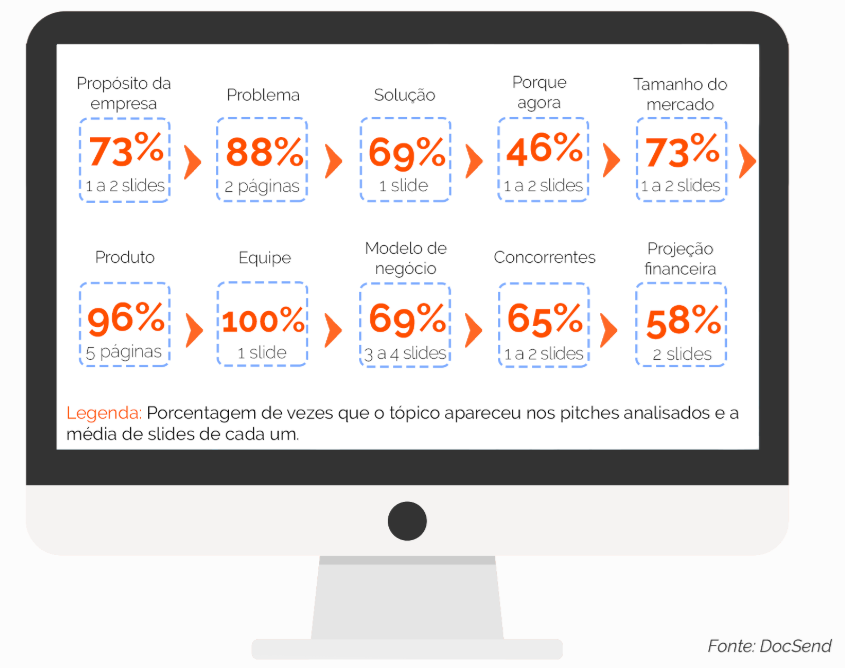 Propósito da
empresa
73%
1 a 2 slides
Problema
88%
2 páginas
Solução
69%
1 slide
Porque
agora
46%
1 a 2 slides
Tamanho do
mercado
73%
1 a 2 slides
Produto
96%
5 páginas
Equipe
100%
1 slide
Modelo de
negócio
69%
3 a 4 slides
Concorrentes
65%
1 a 2 slides
Projeção
financeira
58%
2 slides
Legenda: Porcentagem de vezes que o tópico apareceu nos pitches analisados e a
média de slides de cada um.
Fonte: DocSend